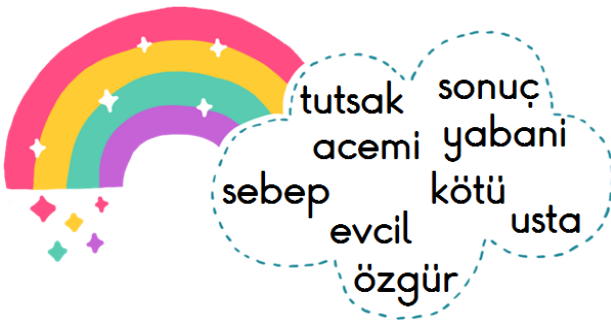 tutsak
sonuç
acemi
yabani
sebep
kötü
evcil
usta
özgür